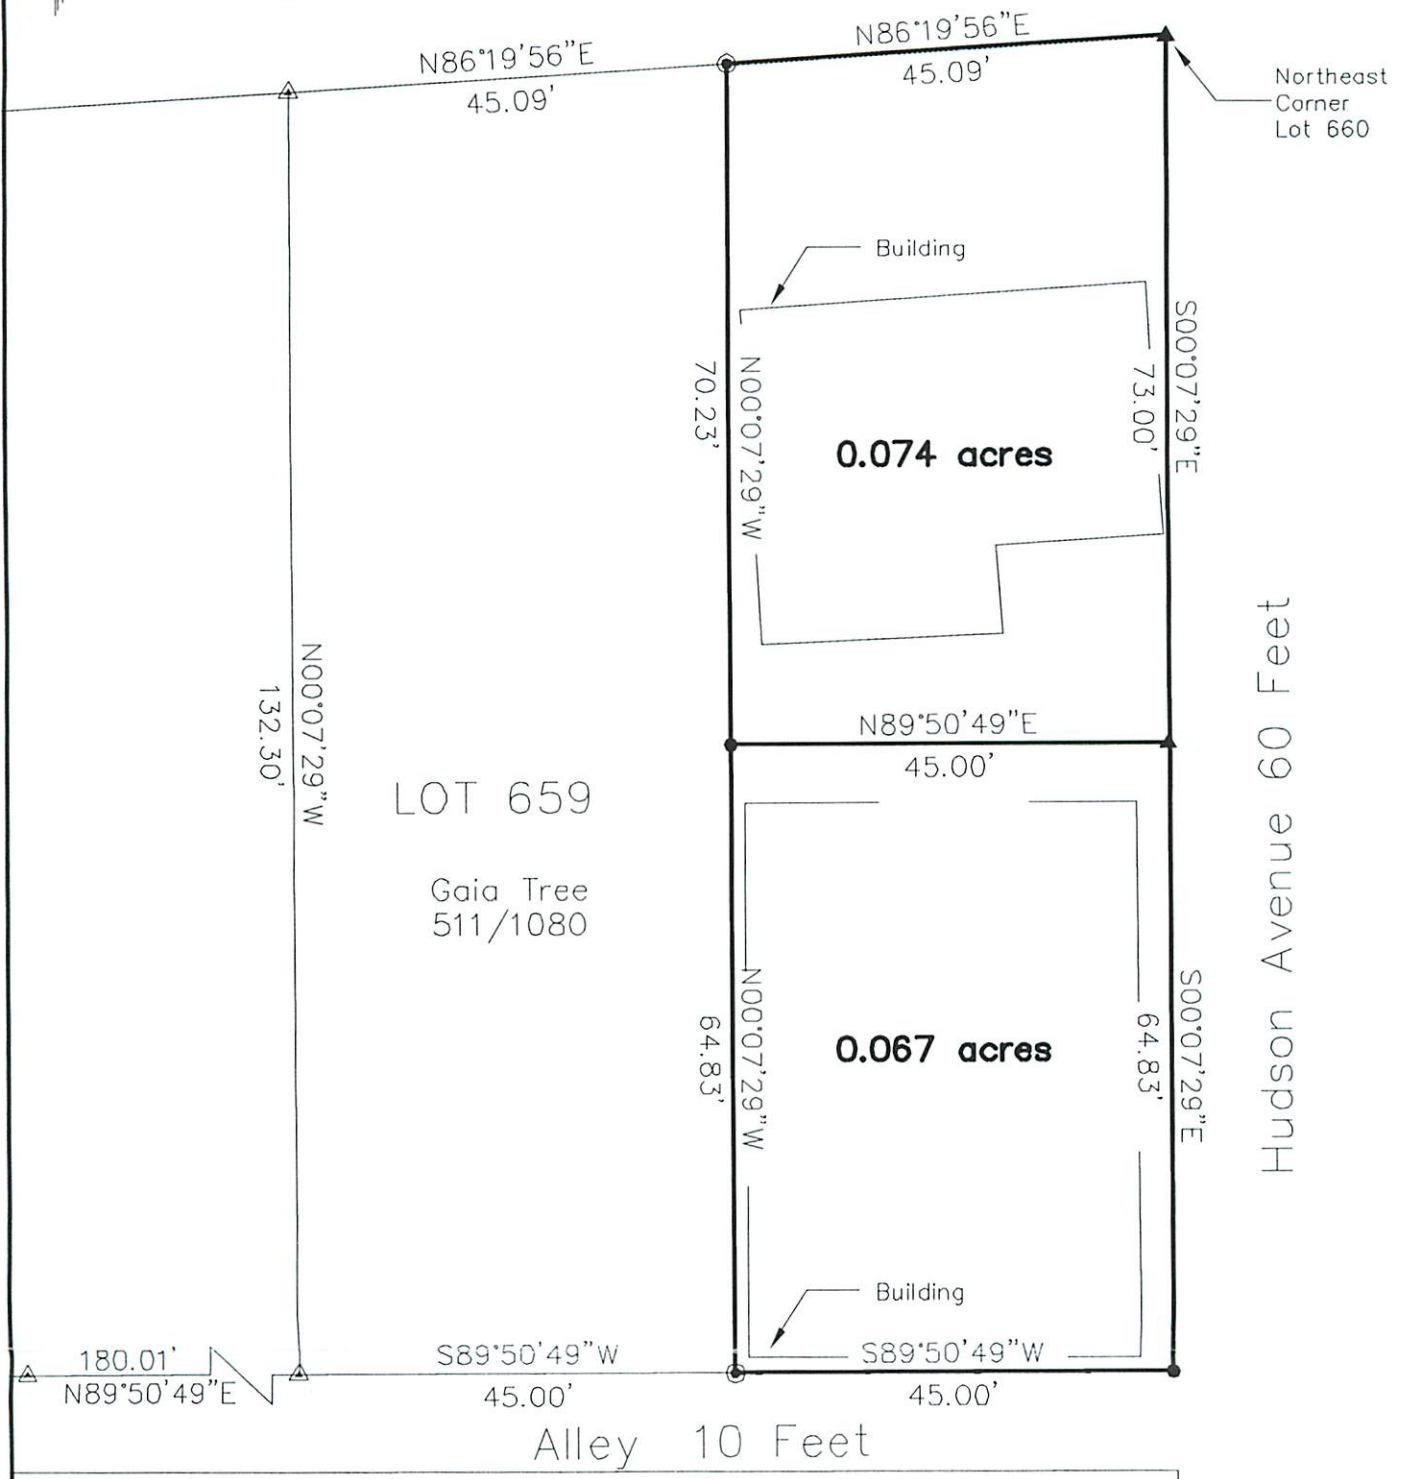 N86°19'56"E
45.09'
N86°19'56"E
45.09'
Northeast
Corner
Lot 660
Building
N00°07'29"W
70.23'
73.00'
S00°07'29"E
0.074 acres
N00°07'29"W
132.30'
N89°50'49"E
45.00'
LOT 659
Gaia Tree
511/1080
Hudson Avenue 60 Feet
N00°07'29"W
64.83'
0.067 acres
64.83'
S00°07'29"E
Building
180.01'
N89°50'49"E
S89°50'49"W
45.00'
S89°50'49"W
45.00'
Alley 10 Feet